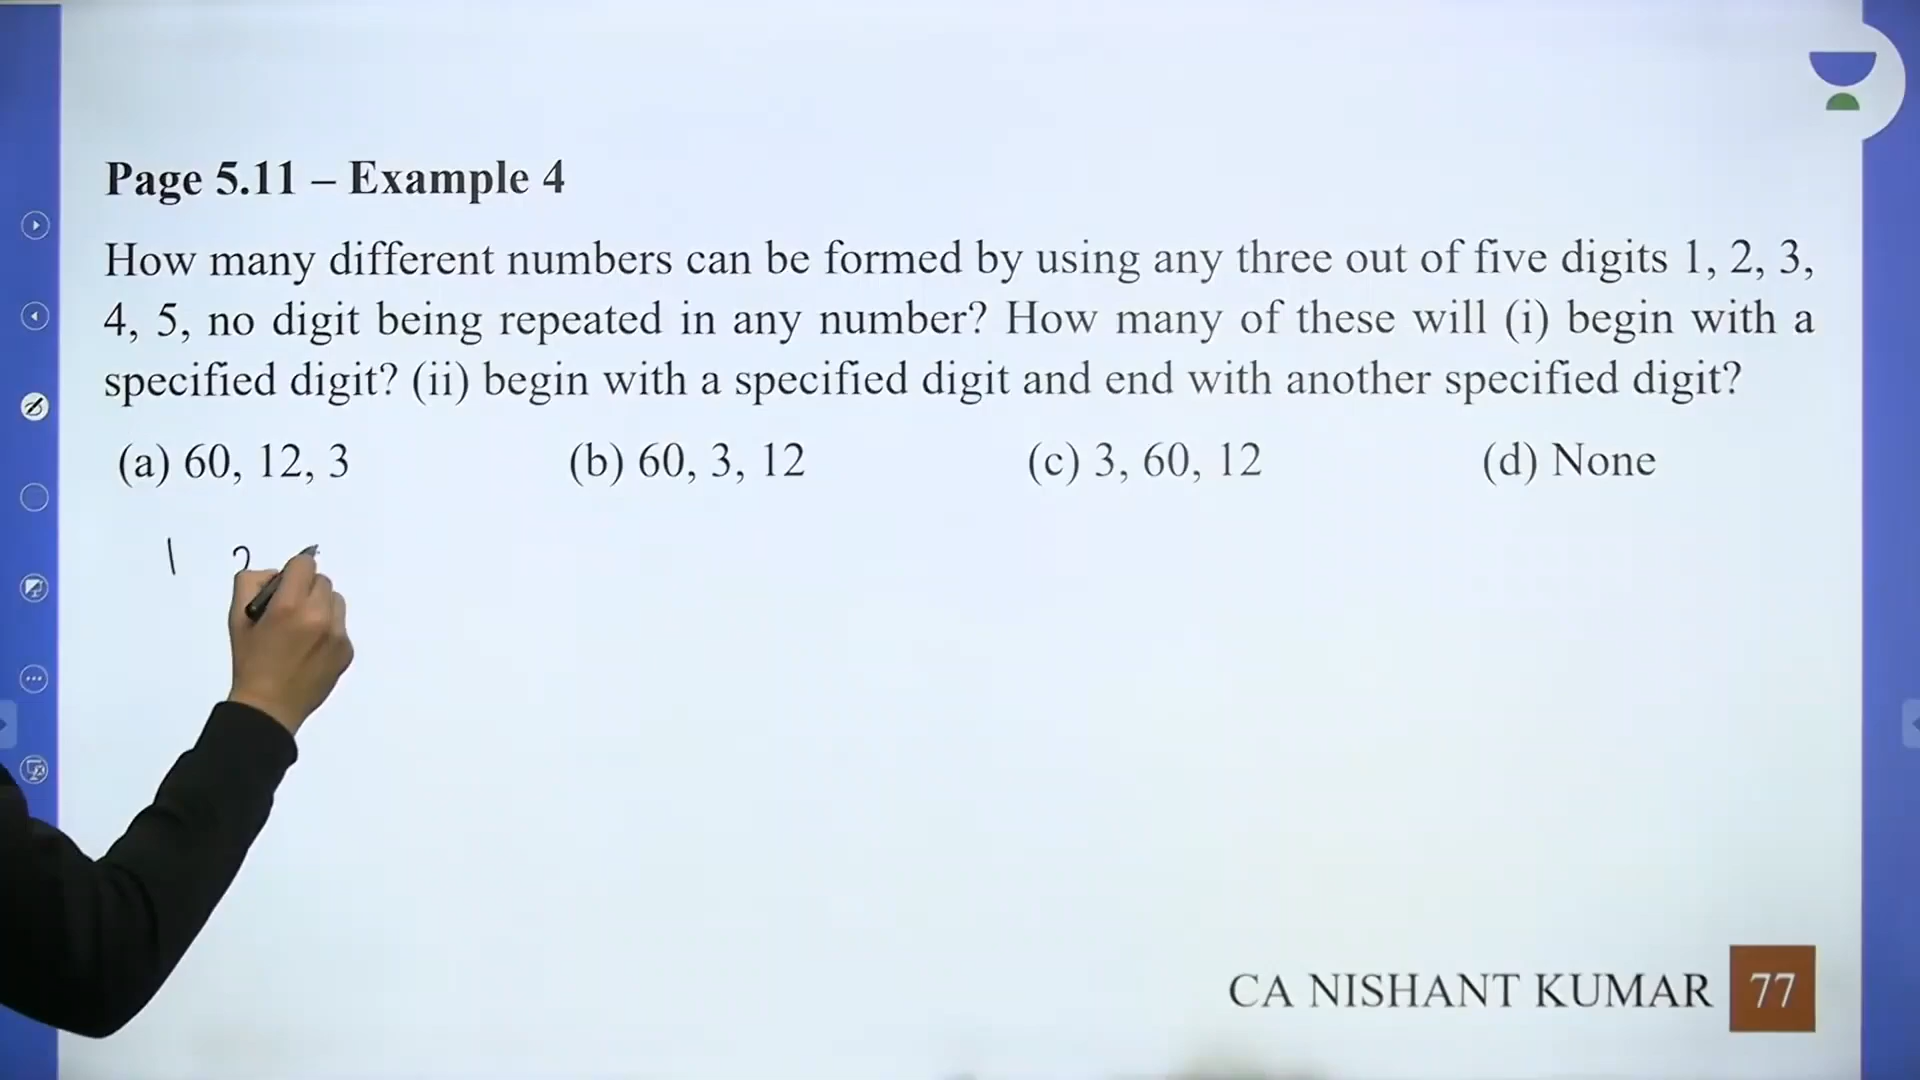 Page 5.11 – Example 4
How many different numbers can be formed by using any three out of five digits 1, 2, 3,
4, 5, no digit being repeated in any number? How many of these will (i) begin with a
specified digit? (ii) begin with a specified digit and end with another specified digit?
(a) 60, 12, 3 (b) 60, 3, 12 (c) 3, 60, 12 (d) None
1 2
CA NISHANT KUMAR 77